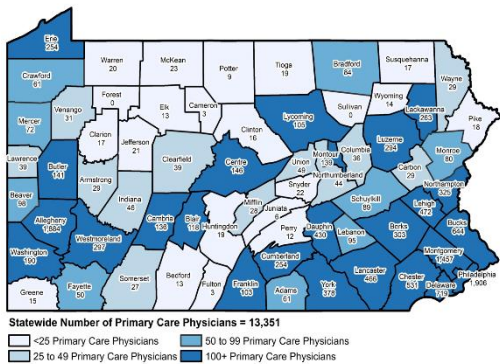 Erie
254
Crawford
61
Warren
20
McKean
23
Potter
9
Tioga
19
Bradford
64
Susquehanna
17
Wayne
29
Forest
0
Mercer
72
Venango
31
Elk
13
Cameron
3
Sullivan
0
Wyoming
14
Lackawanna
263
Pike
18
Clarion
17
Jefferson
21
Clinton
16
Lycoming
105
Luzerne
294
Monroe
80
Lawrence
39
Butler
141
Armstrong
29
Clearfield
39
Centre
146
Union
49
Montour
139
Columbia
38
Northumberland
44
Carbon
29
Northampton
325
Beaver
98
Indiana
48
Snyder
22
Schuylkill
89
Lehigh
472
Allegheny
1,884
Westmoreland
297
Cambria
138
Blair
118
Huntingdon
19
Mifflin
28
Juniata
6
Perry
12
Dauphin
430
Lebanon
95
Berks
303
Bucks
644
Washington
190
Cumberland
254
Lancaster
466
Montgomery
1,457
Philadelphia
1,906
Greene
15
Fayette
50
Somerset
27
Bedford
13
Fulton
3
Franklin
103
Adams
61
York
378
Chester
531
Delaware
719
Statewide Number of Primary Care Physicians = 13,351
<25 Primary Care Physicians
50 to 99 Primary Care Physicians
25 to 49 Primary Care Physicians
100+ Primary Care Physicians